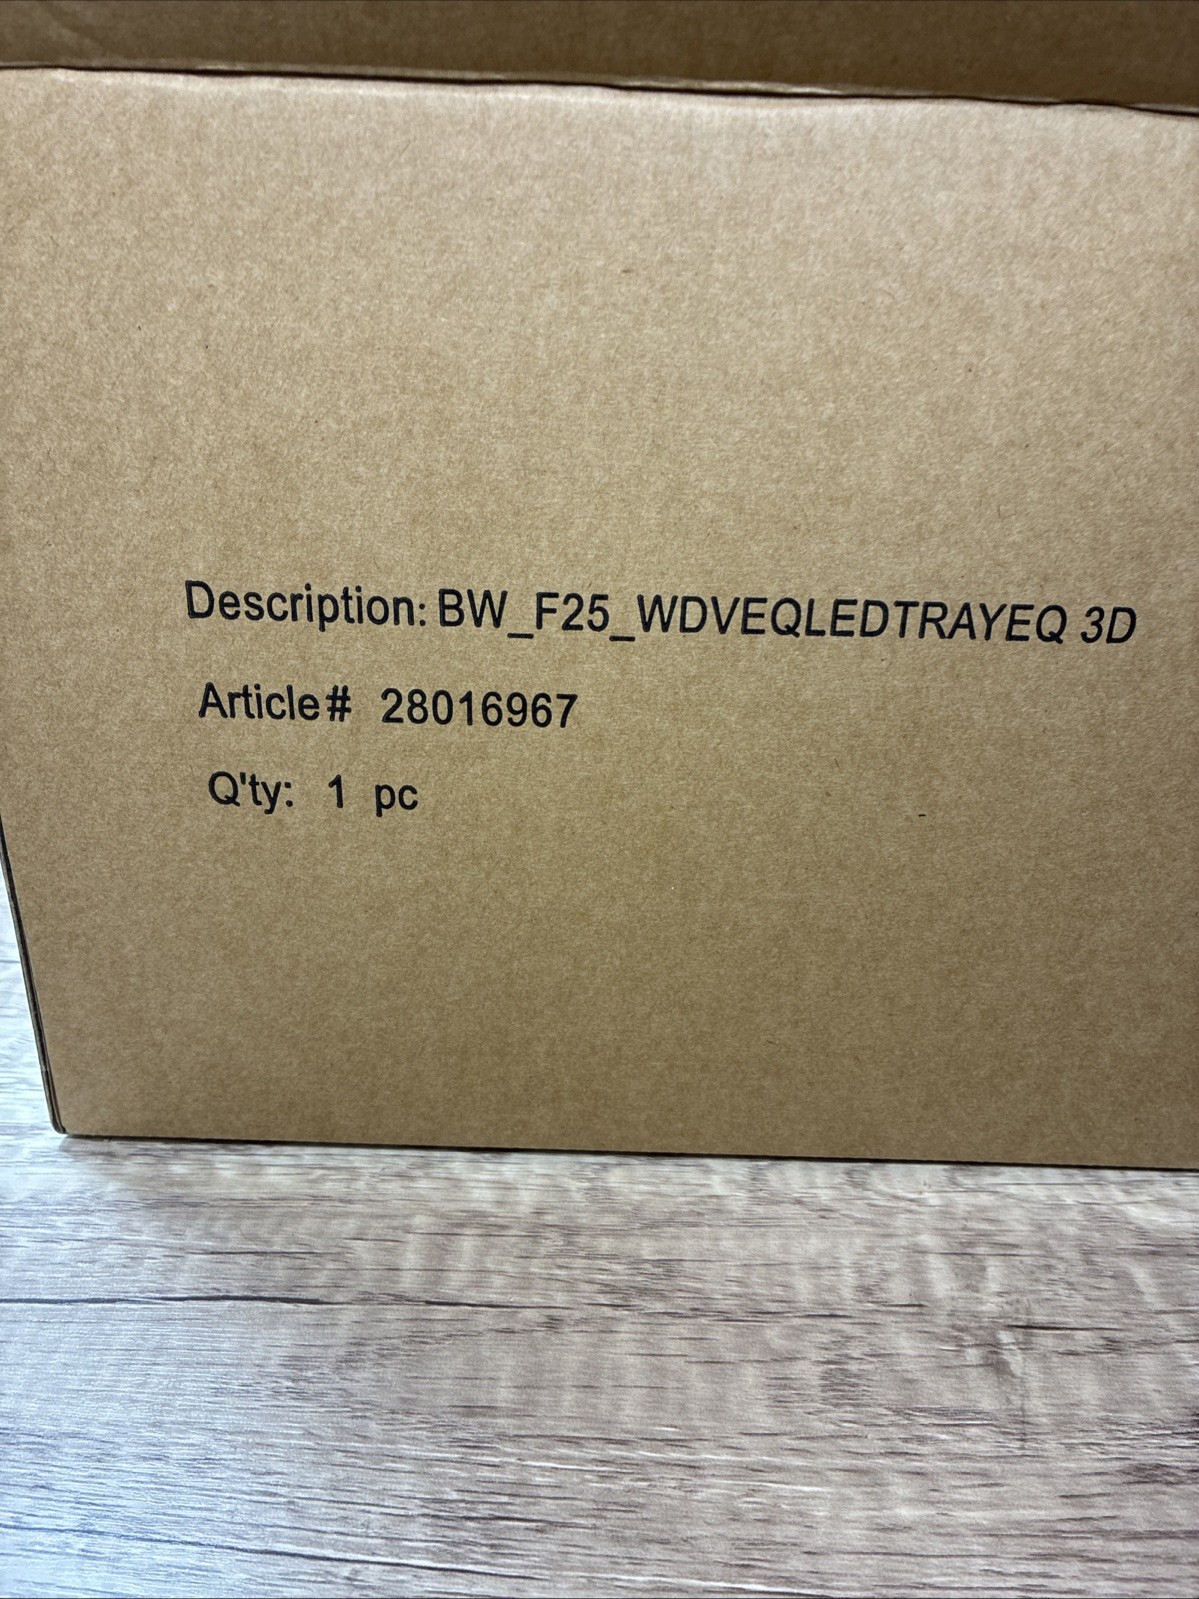 Description: BW_F25_WDVEQLEDTRAYEQ 3D
Article# 28016967
Q'ty: 1 pc